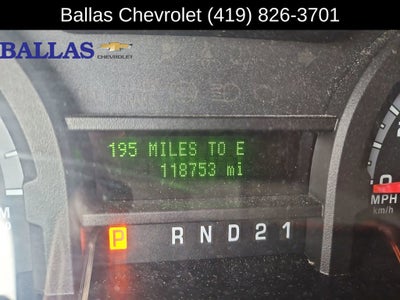 Ballas Chevrolet (419) 826-3701
BALLAS
CHEVROLET
195 MILES TO E
118753 mi
P R N D 2 1
MPH
km/h